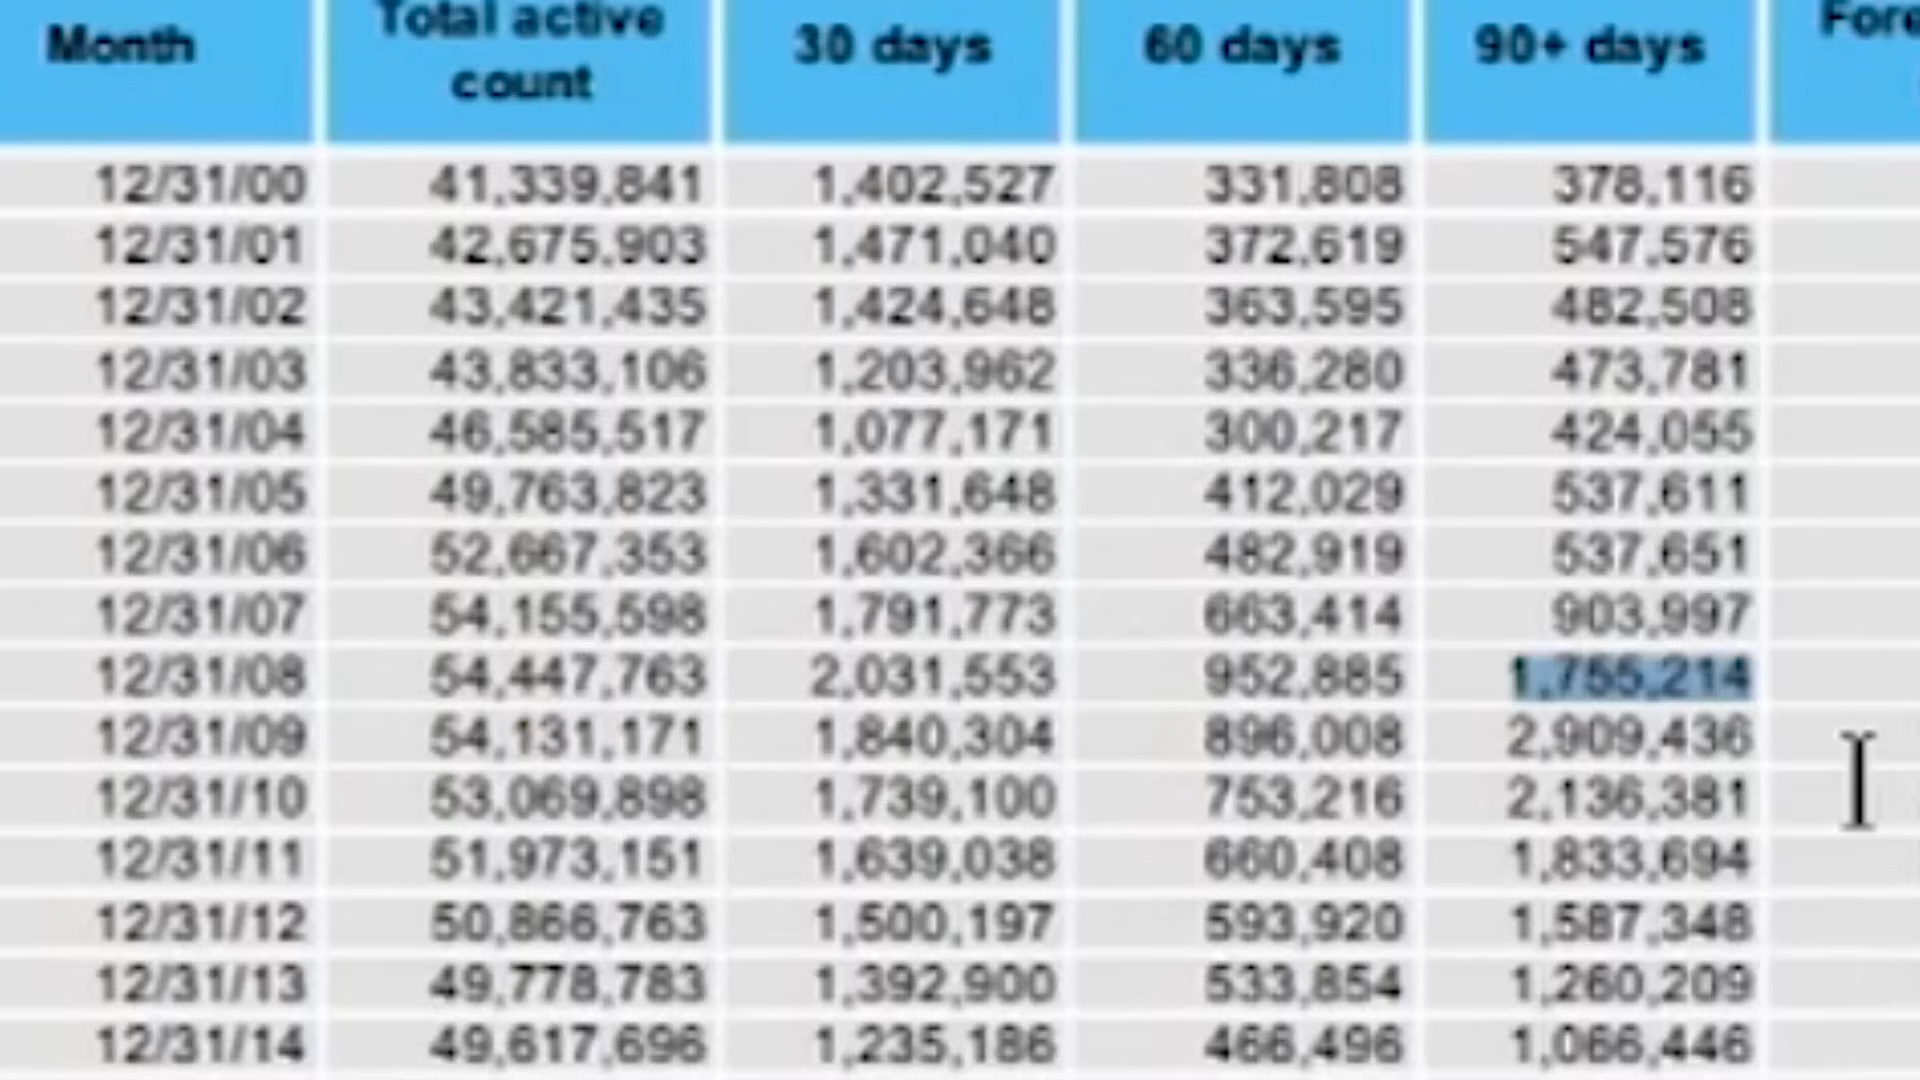 Month Total active count 30 days 60 days 90+ days Fore
12/31/00 41,339,841 1,402,527 331,808 378,116
12/31/01 42,675,903 1,471,040 372,619 547,576
12/31/02 43,421,435 1,424,648 363,595 482,508
12/31/03 43,833,106 1,203,962 336,280 473,781
12/31/04 46,585,517 1,077,171 300,217 424,055
12/31/05 49,763,823 1,331,648 412,029 537,611
12/31/06 52,667,353 1,602,366 482,919 537,651
12/31/07 54,155,598 1,791,773 663,414 903,997
12/31/08 54,447,763 2,031,553 952,885 1,755,214
12/31/09 54,131,171 1,840,304 896,008 2,909,436
12/31/10 53,069,898 1,739,100 753,216 2,136,381
12/31/11 51,973,151 1,639,038 660,408 1,833,694
12/31/12 50,866,763 1,500,197 593,920 1,587,348
12/31/13 49,778,783 1,392,900 533,854 1,260,209
12/31/14 49,617,696 1,235,186 466,496 1,066,446